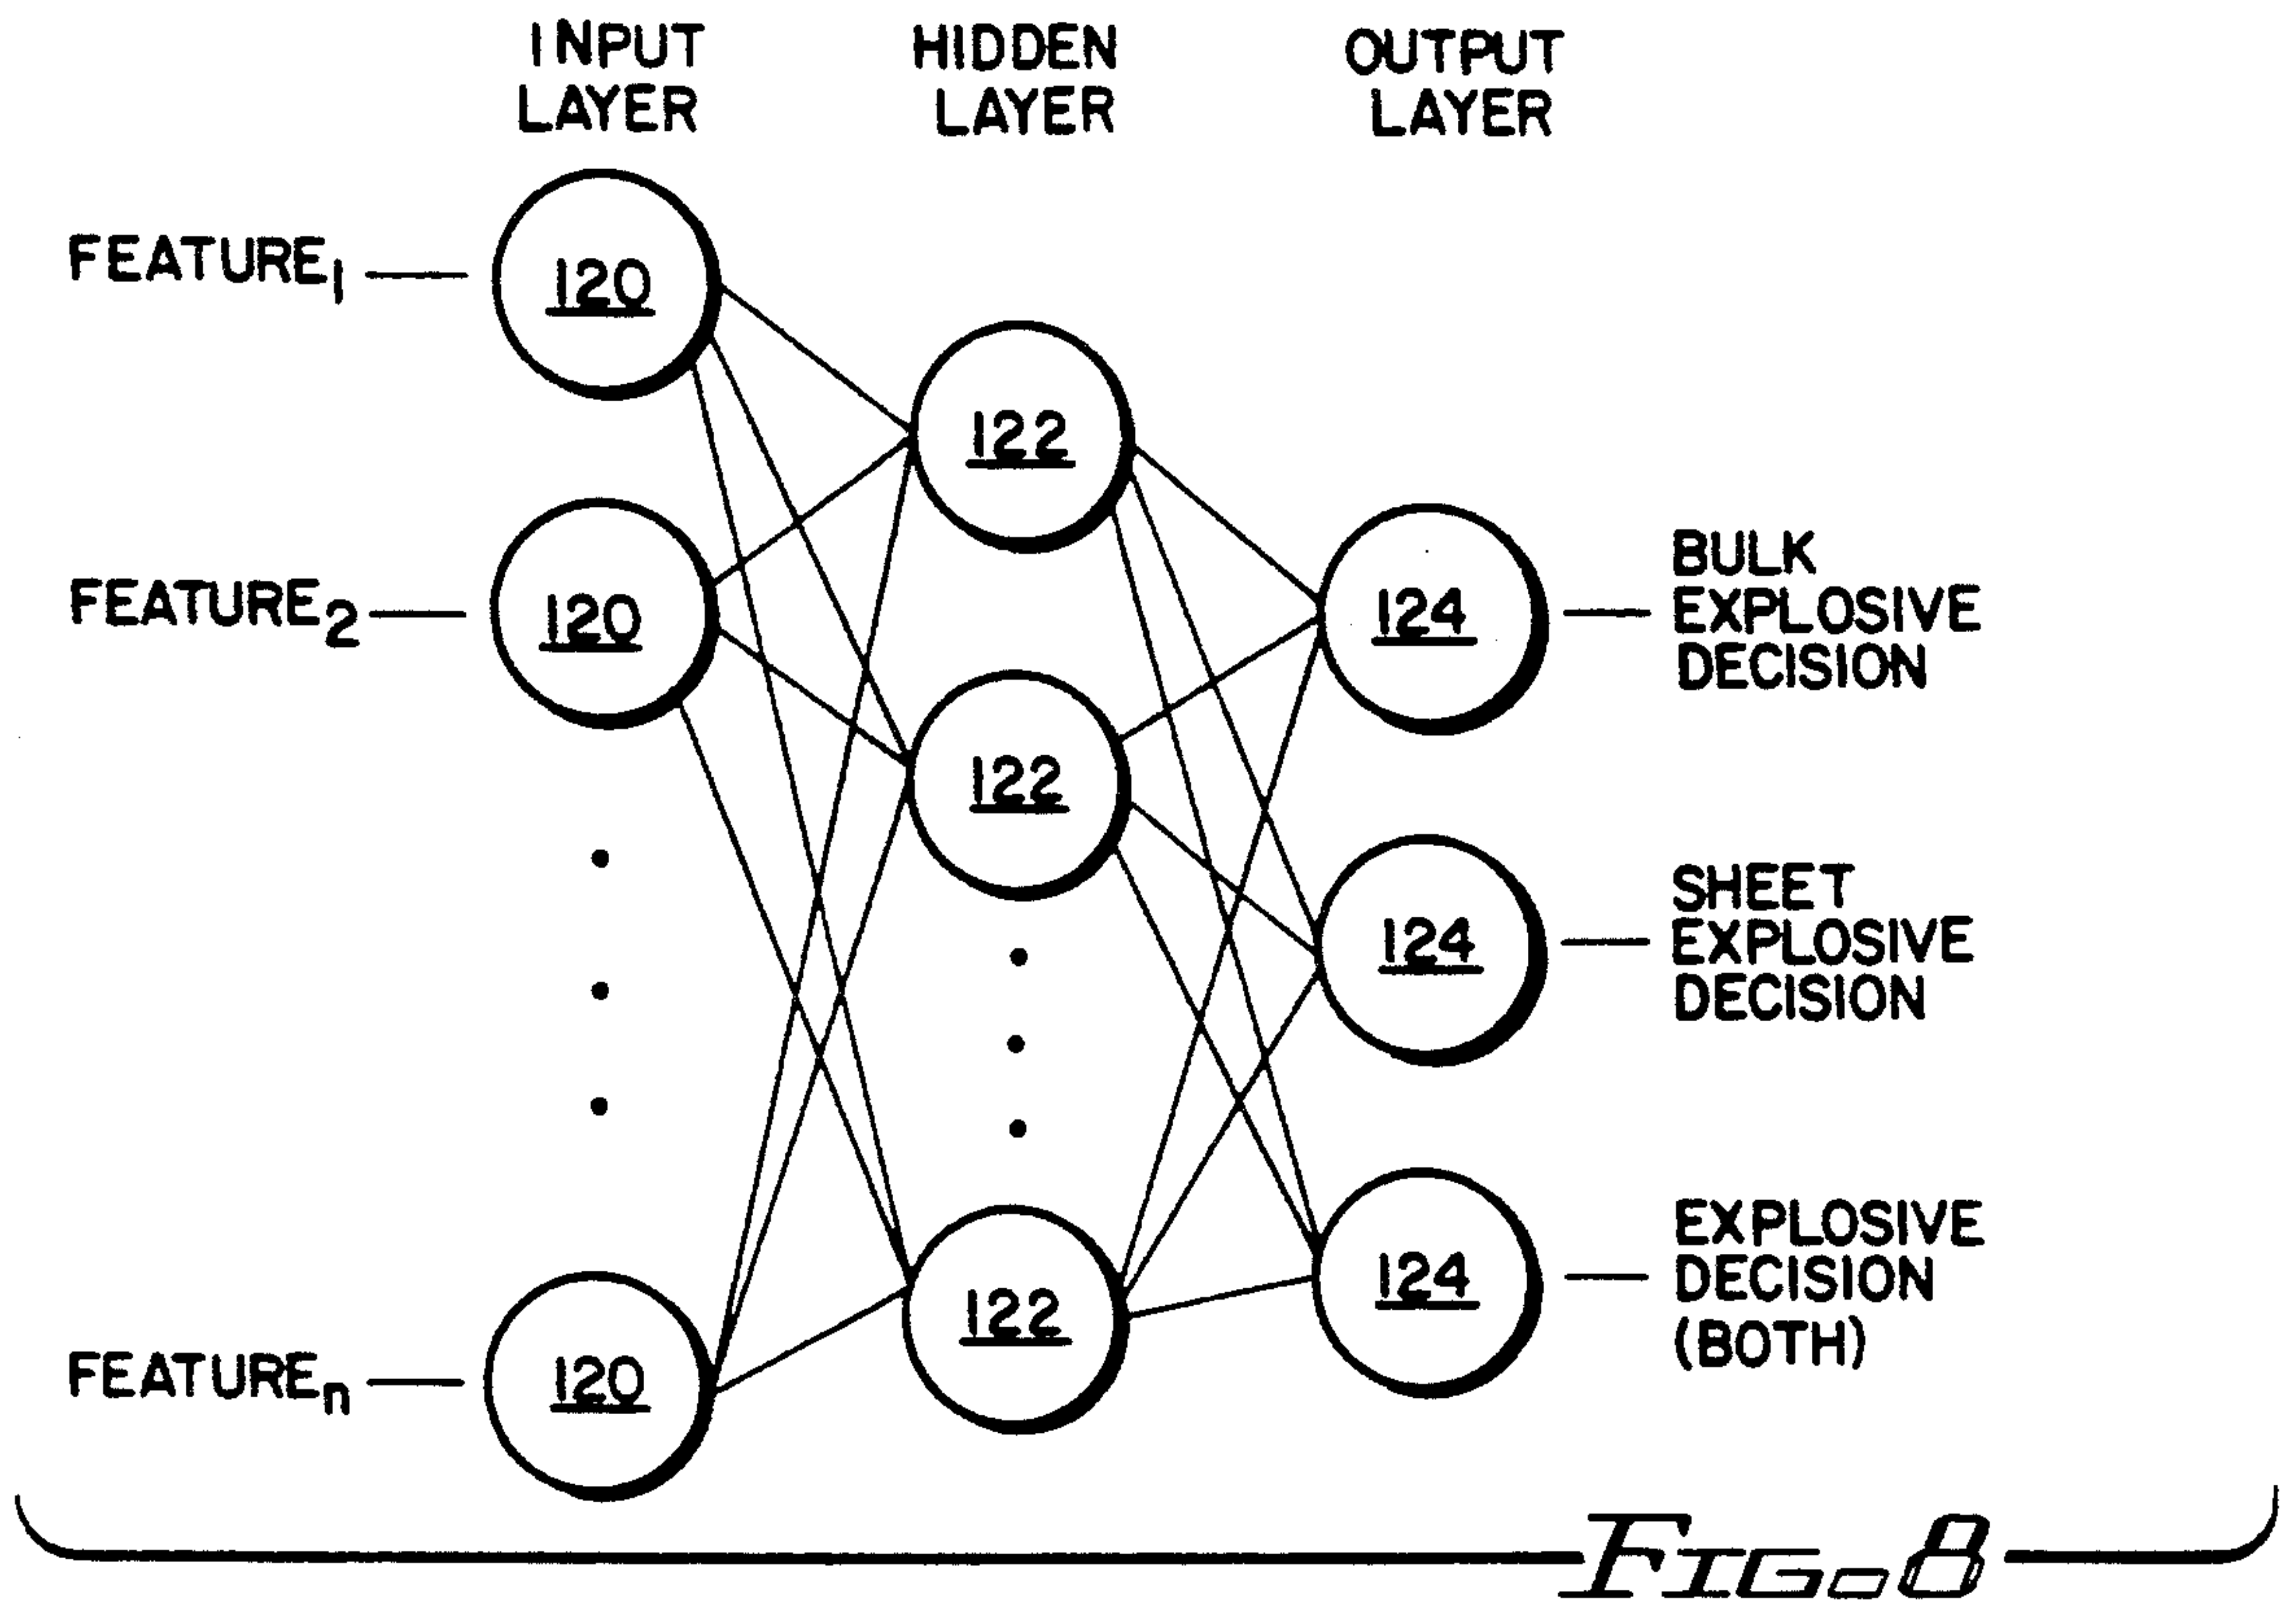 INPUT
LAYER
HIDDEN
LAYER
OUTPUT
LAYER
FEATURE1
120
122
FEATURE2
120
124
BULK
EXPLOSIVE
DECISION
122
124
SHEET
EXPLOSIVE
DECISION
FEATUREn
120
122
124
EXPLOSIVE
DECISION
(BOTH)
FIG. 8